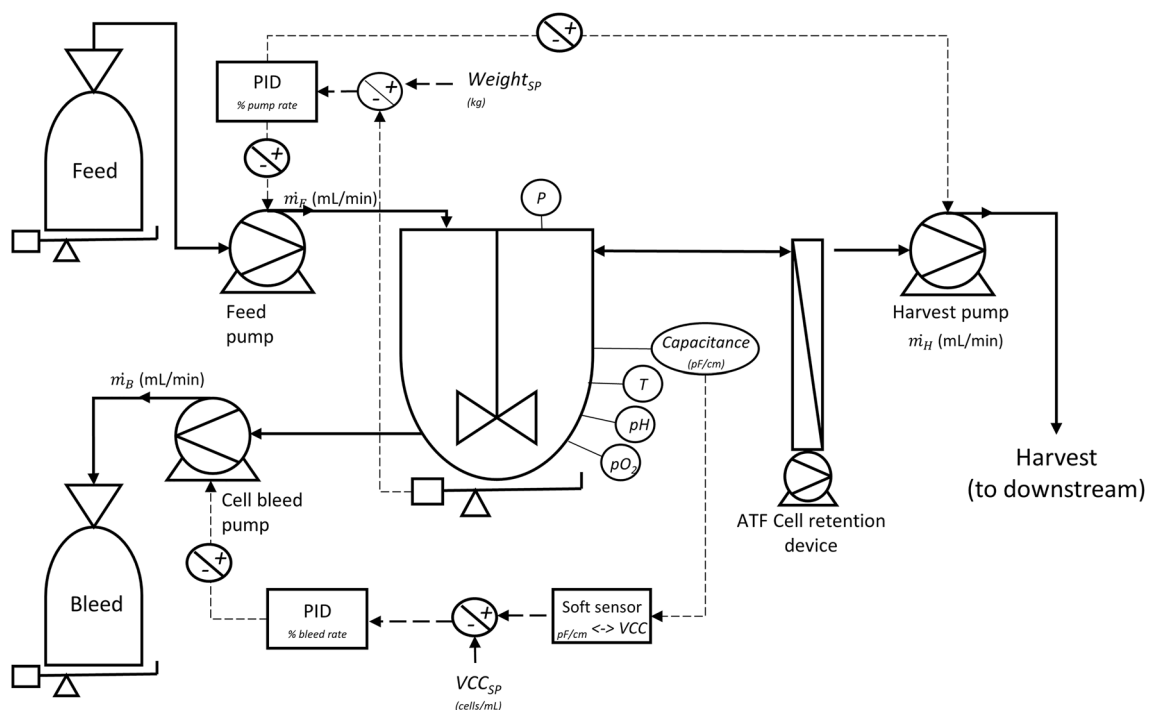 PID
% pump rate
- +
- +
Weight_SP
(kg)
Feed
- +
ṁ_F (mL/min)
P
Feed
pump
Harvest pump
ṁ_H (mL/min)
Capacitance
(pF/cm)
T
pH
pO₂
ṁ_B (mL/min)
Cell bleed
pump
Harvest
(to downstream)
ATF Cell retention
device
- +
Bleed
PID
% bleed rate
- +
Soft sensor
pF/cm <-> VCC
VCC_SP
(cells/mL)